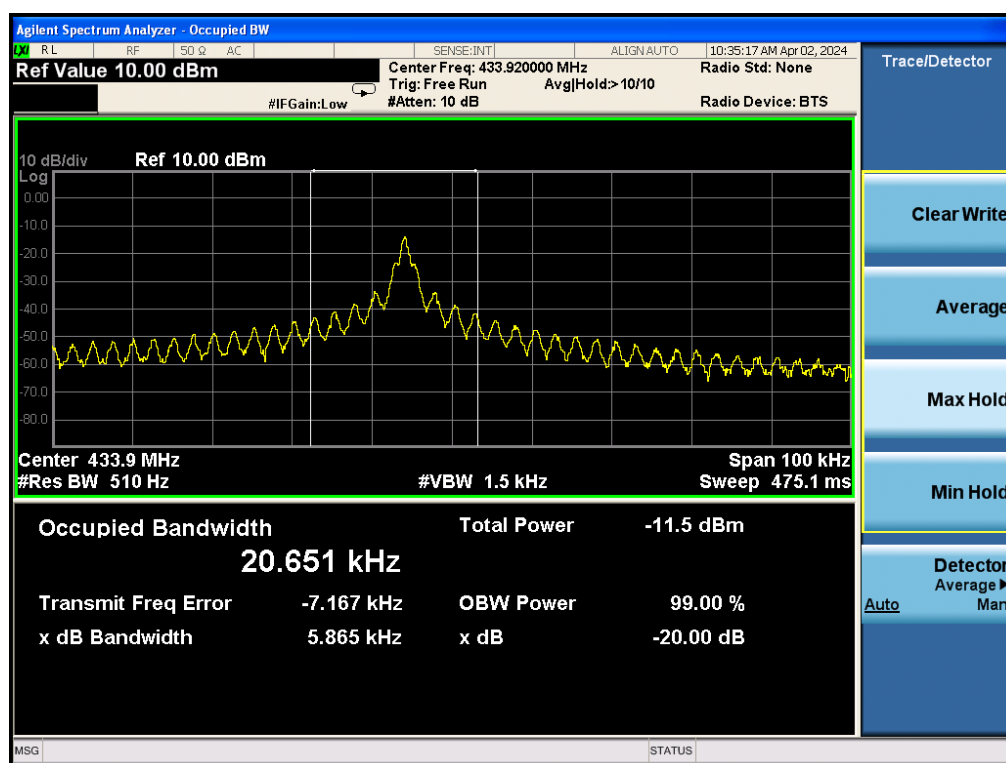 Agilent Spectrum Analyzer - Occupied BW
LXI RL RF 50 Ω AC SENSE:INT ALIGN AUTO 10:35:17 AM Apr 02, 2024
Ref Value 10.00 dBm
Center Freq: 433.920000 MHz
Radio Std: None
Trig: Free Run Avg|Hold:> 10/10
#IFGain:Low #Atten: 10 dB Radio Device: BTS
10 dB/div Ref 10.00 dBm
Log
0.00
-10.0
-20.0
-30.0
-40.0
-50.0
-60.0
-70.0
-80.0
Center 433.9 MHz Span 100 kHz
#Res BW 510 Hz #VBW 1.5 kHz Sweep 475.1 ms
Occupied Bandwidth Total Power -11.5 dBm
20.651 kHz
Transmit Freq Error -7.167 kHz OBW Power 99.00 %
x dB Bandwidth 5.865 kHz x dB -20.00 dB
MSG STATUS
Trace/Detector
Clear Write
Average
Max Hold
Min Hold
Detector
Average
Auto Man